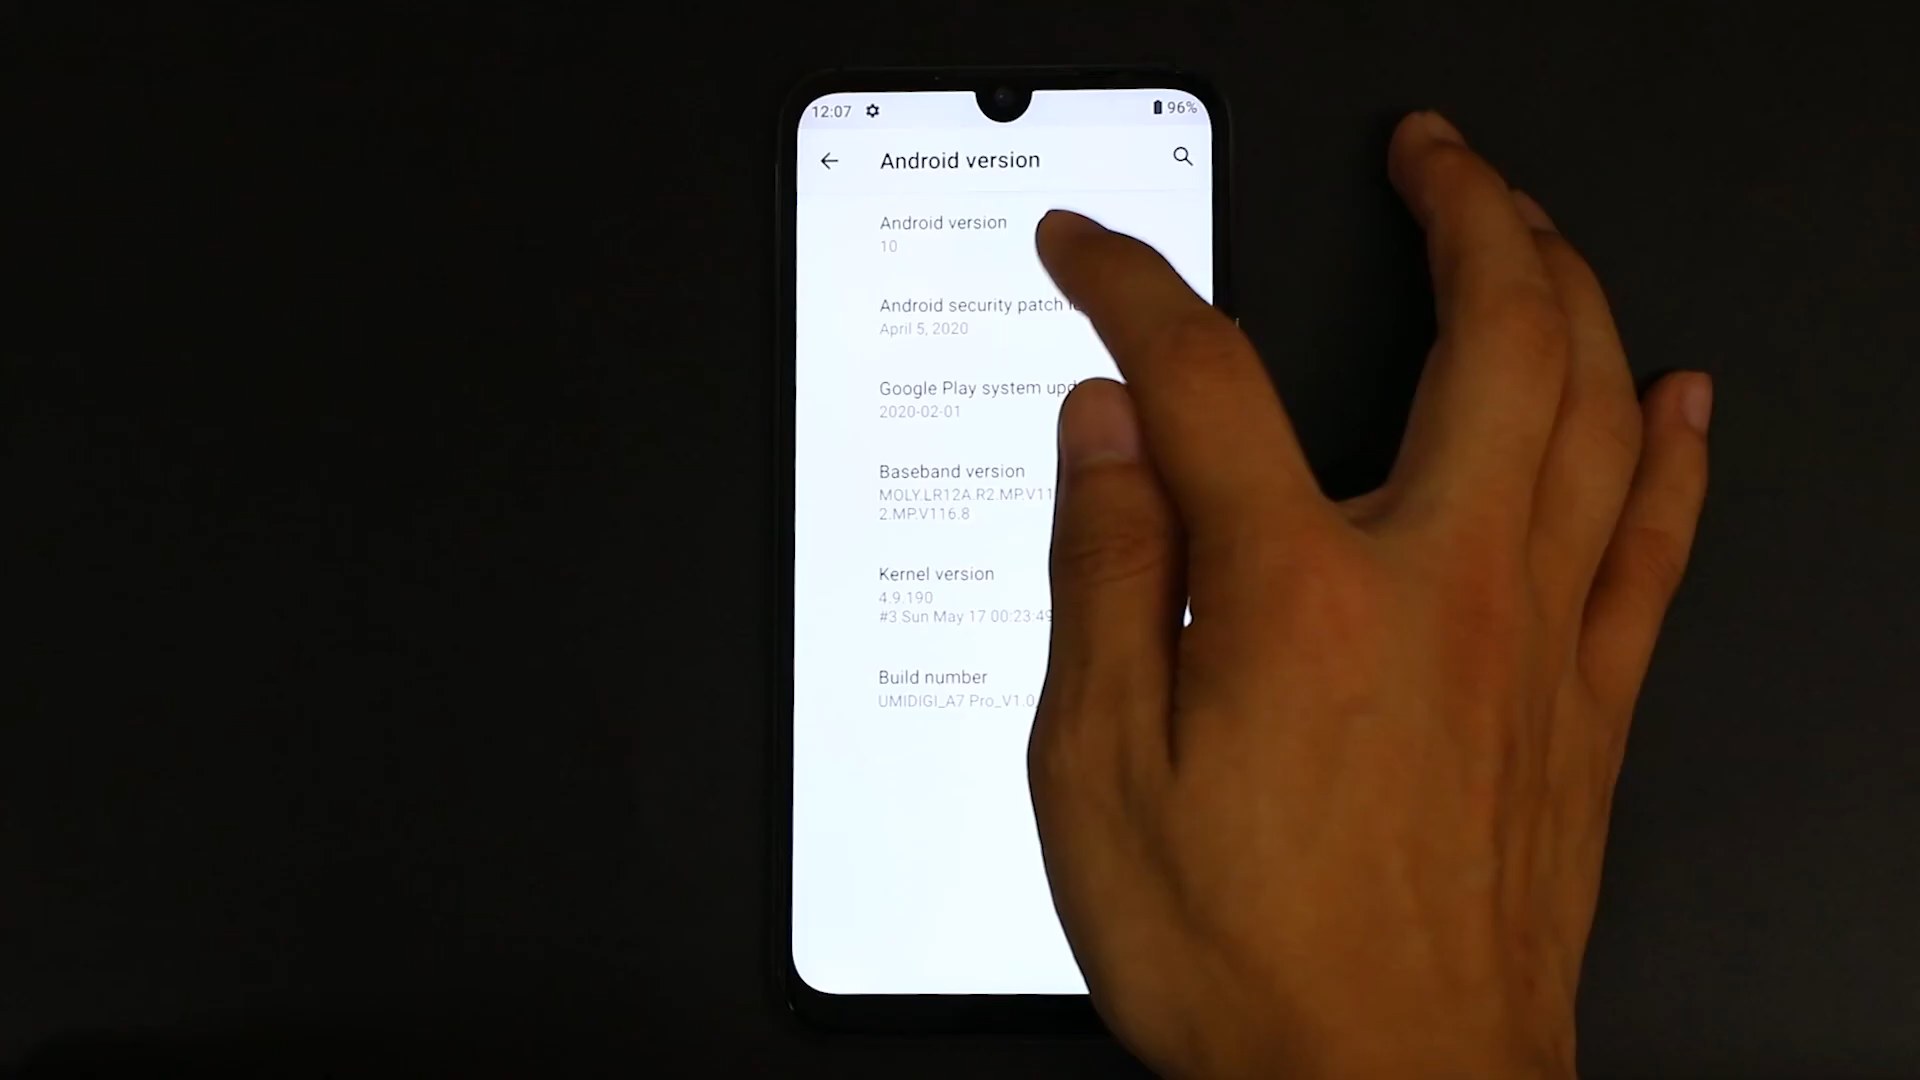 12:07
96%
Android version
Android version
10
Android security patch
April 5, 2020
Google Play system
2020-02-01
Baseband version
MOLY.LR12A.R2.MP.V11
2.MP.V116.8
Kernel version
4.9.190
#3 Sun May 17 00:23:49
Build number
UMIDIGI_A7 Pro_V1.0